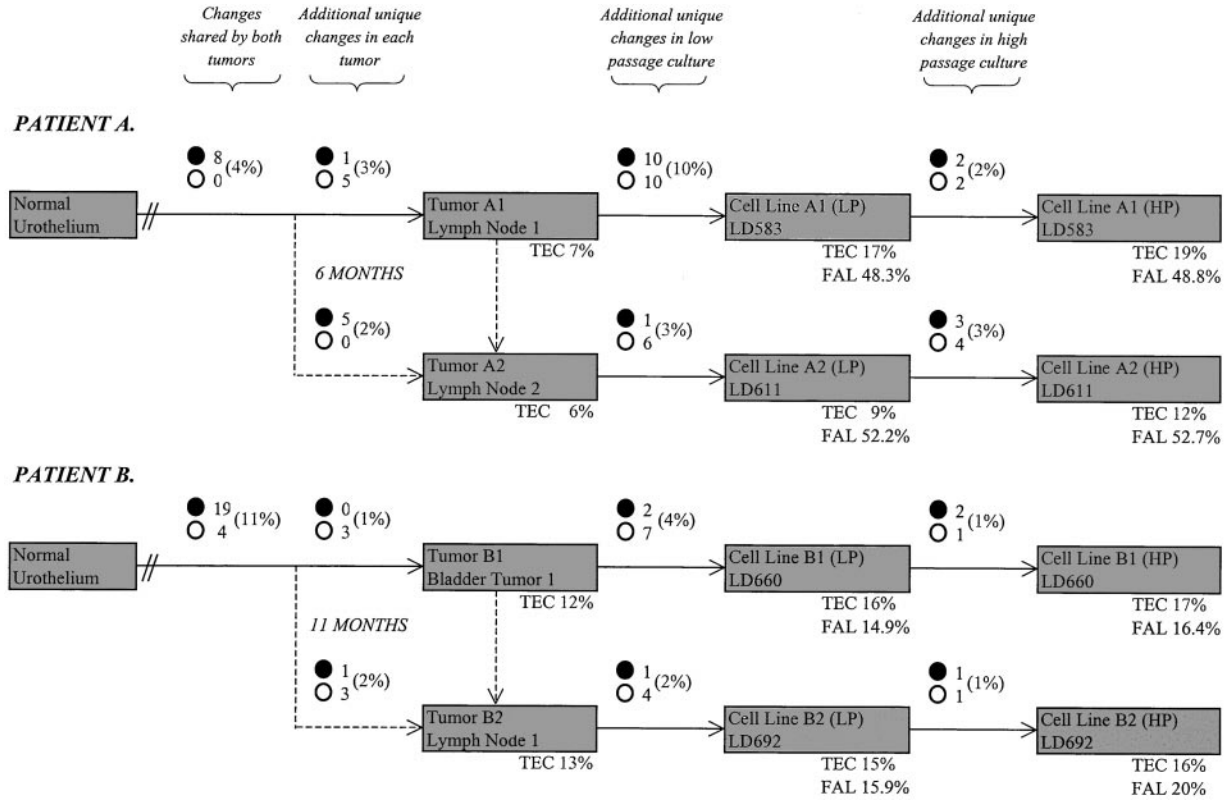 Changes
shared by both
tumors
Additional unique
changes in each
tumor
Additional unique
changes in low
passage culture
Additional unique
changes in high
passage culture
PATIENT A.
8
0
(4%)
1
5
(3%)
10
10
(10%)
2
2
(2%)
Normal
Urothelium
Tumor A1
Lymph Node 1
TEC 7%
Cell Line A1 (LP)
LD583
TEC 17%
FAL 48.3%
Cell Line A1 (HP)
LD583
TEC 19%
FAL 48.8%
6 MONTHS
5
0
(2%)
1
6
(3%)
3
4
(3%)
Tumor A2
Lymph Node 2
TEC 6%
Cell Line A2 (LP)
LD611
TEC 9%
FAL 52.2%
Cell Line A2 (HP)
LD611
TEC 12%
FAL 52.7%
PATIENT B.
19
4
(11%)
0
3
(1%)
2
7
(4%)
2
1
(1%)
Normal
Urothelium
Tumor B1
Bladder Tumor 1
TEC 12%
Cell Line B1 (LP)
LD660
TEC 16%
FAL 14.9%
Cell Line B1 (HP)
LD660
TEC 17%
FAL 16.4%
11 MONTHS
1
3
(2%)
1
4
(2%)
1
1
(1%)
Tumor B2
Lymph Node 1
TEC 13%
Cell Line B2 (LP)
LD692
TEC 15%
FAL 15.9%
Cell Line B2 (HP)
LD692
TEC 16%
FAL 20%